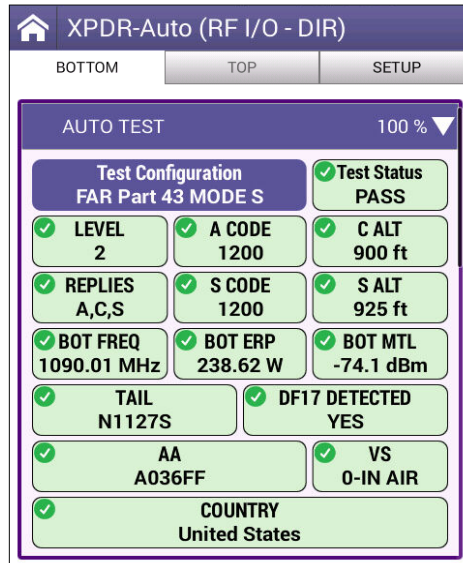 XPDR-Auto (RF I/O - DIR)
BOTTOM TOP SETUP
AUTO TEST 100 %
Test Configuration
FAR Part 43 MODE S
Test Status
PASS
LEVEL
2
A CODE
1200
C ALT
900 ft
REPLIES
A,C,S
S CODE
1200
S ALT
925 ft
BOT FREQ
1090.01 MHz
BOT ERP
238.62 W
BOT MTL
-74.1 dBm
TAIL
N1127S
DF17 DETECTED
YES
AA
A036FF
VS
0-IN AIR
COUNTRY
United States